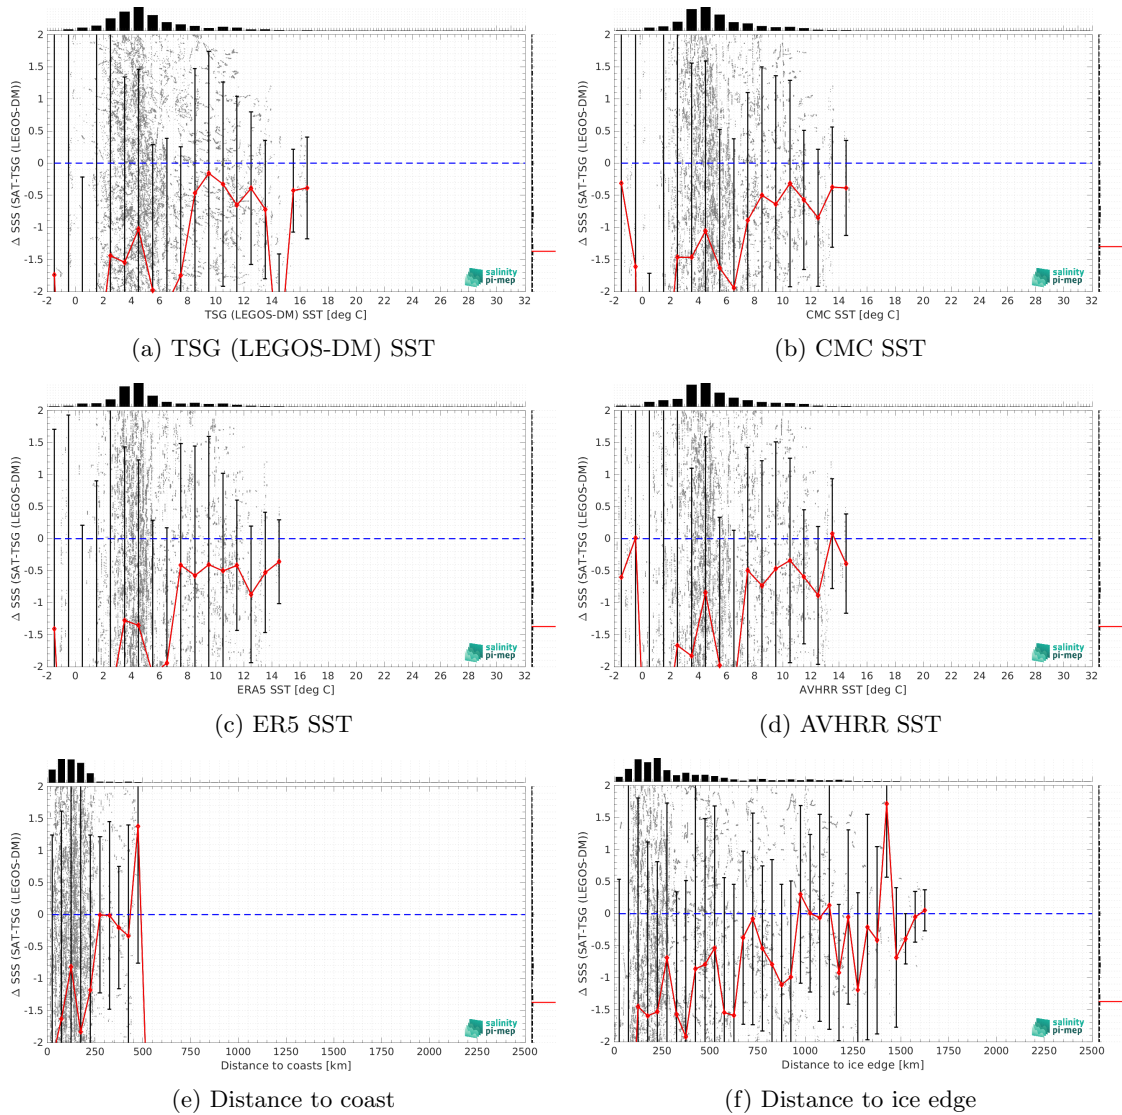 2
1.5
1
0.5
0
-0.5
-1
-1.5
-2
Δ SSS (SAT-TSG (LEGOS-DM))
-2 0 2 4 6 8 10 12 14 16 18 20 22 24 26 28 30 32
TSG (LEGOS-DM) SST [deg C]
salinity
pi-mep
(a) TSG (LEGOS-DM) SST
2
1.5
1
0.5
0
-0.5
-1
-1.5
-2
Δ SSS (SAT-TSG (LEGOS-DM))
-2 0 2 4 6 8 10 12 14 16 18 20 22 24 26 28 30 32
CMC SST [deg C]
salinity
pi-mep
(b) CMC SST
2
1.5
1
0.5
0
-0.5
-1
-1.5
-2
Δ SSS (SAT-TSG (LEGOS-DM))
-2 0 2 4 6 8 10 12 14 16 18 20 22 24 26 28 30 32
ERA5 SST [deg C]
salinity
pi-mep
(c) ER5 SST
2
1.5
1
0.5
0
-0.5
-1
-1.5
-2
Δ SSS (SAT-TSG (LEGOS-DM))
-2 0 2 4 6 8 10 12 14 16 18 20 22 24 26 28 30 32
AVHRR SST [deg C]
salinity
pi-mep
(d) AVHRR SST
2
1.5
1
0.5
0
-0.5
-1
-1.5
-2
Δ SSS (SAT-TSG (LEGOS-DM))
0 250 500 750 1000 1250 1500 1750 2000 2250 2500
Distance to coasts [km]
salinity
pi-mep
(e) Distance to coast
2
1.5
1
0.5
0
-0.5
-1
-1.5
-2
Δ SSS (SAT-TSG (LEGOS-DM))
0 250 500 750 1000 1250 1500 1750 2000 2250 2500
Distance to ice edge [km]
salinity
pi-mep
(f) Distance to ice edge